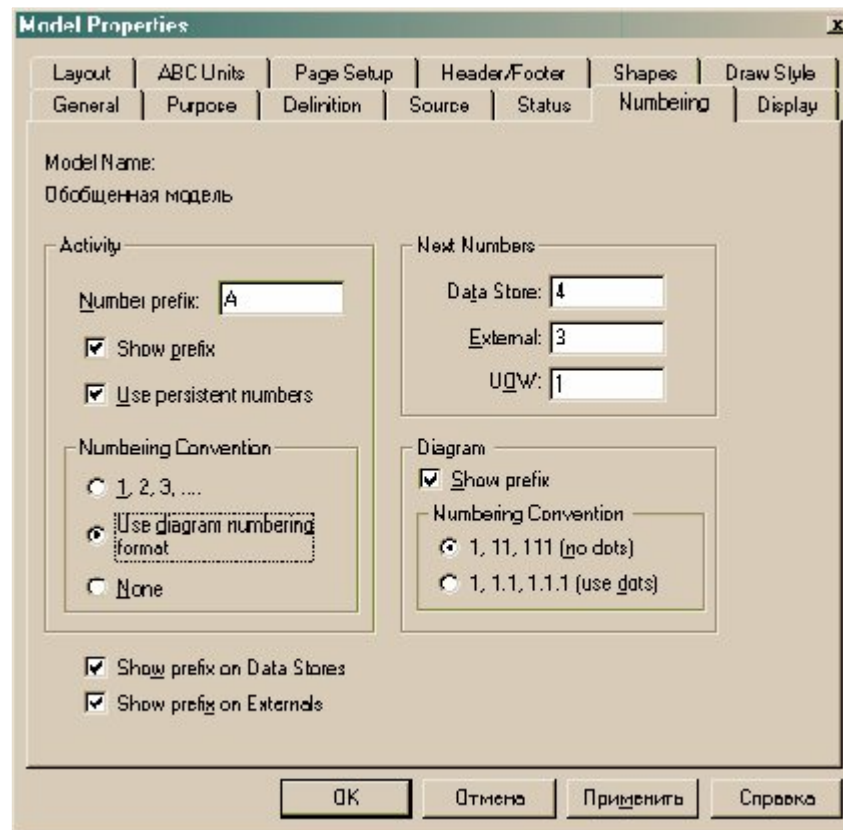 Model Properties
Layout ABC Units Page Setup Header/Footer Shapes Draw Style
General Purpose Definition Source Status Numbering Display
Model Name:
Обобщенная модель
Activity
Number prefix: A
Show prefix
Use persistent numbers
Numbering Convention
1, 2, 3, ....
Use diagram numbering
format
None
Next Numbers
Data Store: 4
External: 3
UOW: 1
Diagram
Show prefix
Numbering Convention
1, 11, 111 (no dots)
1, 1.1, 1.1.1 (use dots)
Show prefix on Data Stores
Show prefix on Externals
OK Отмена Применить Справка